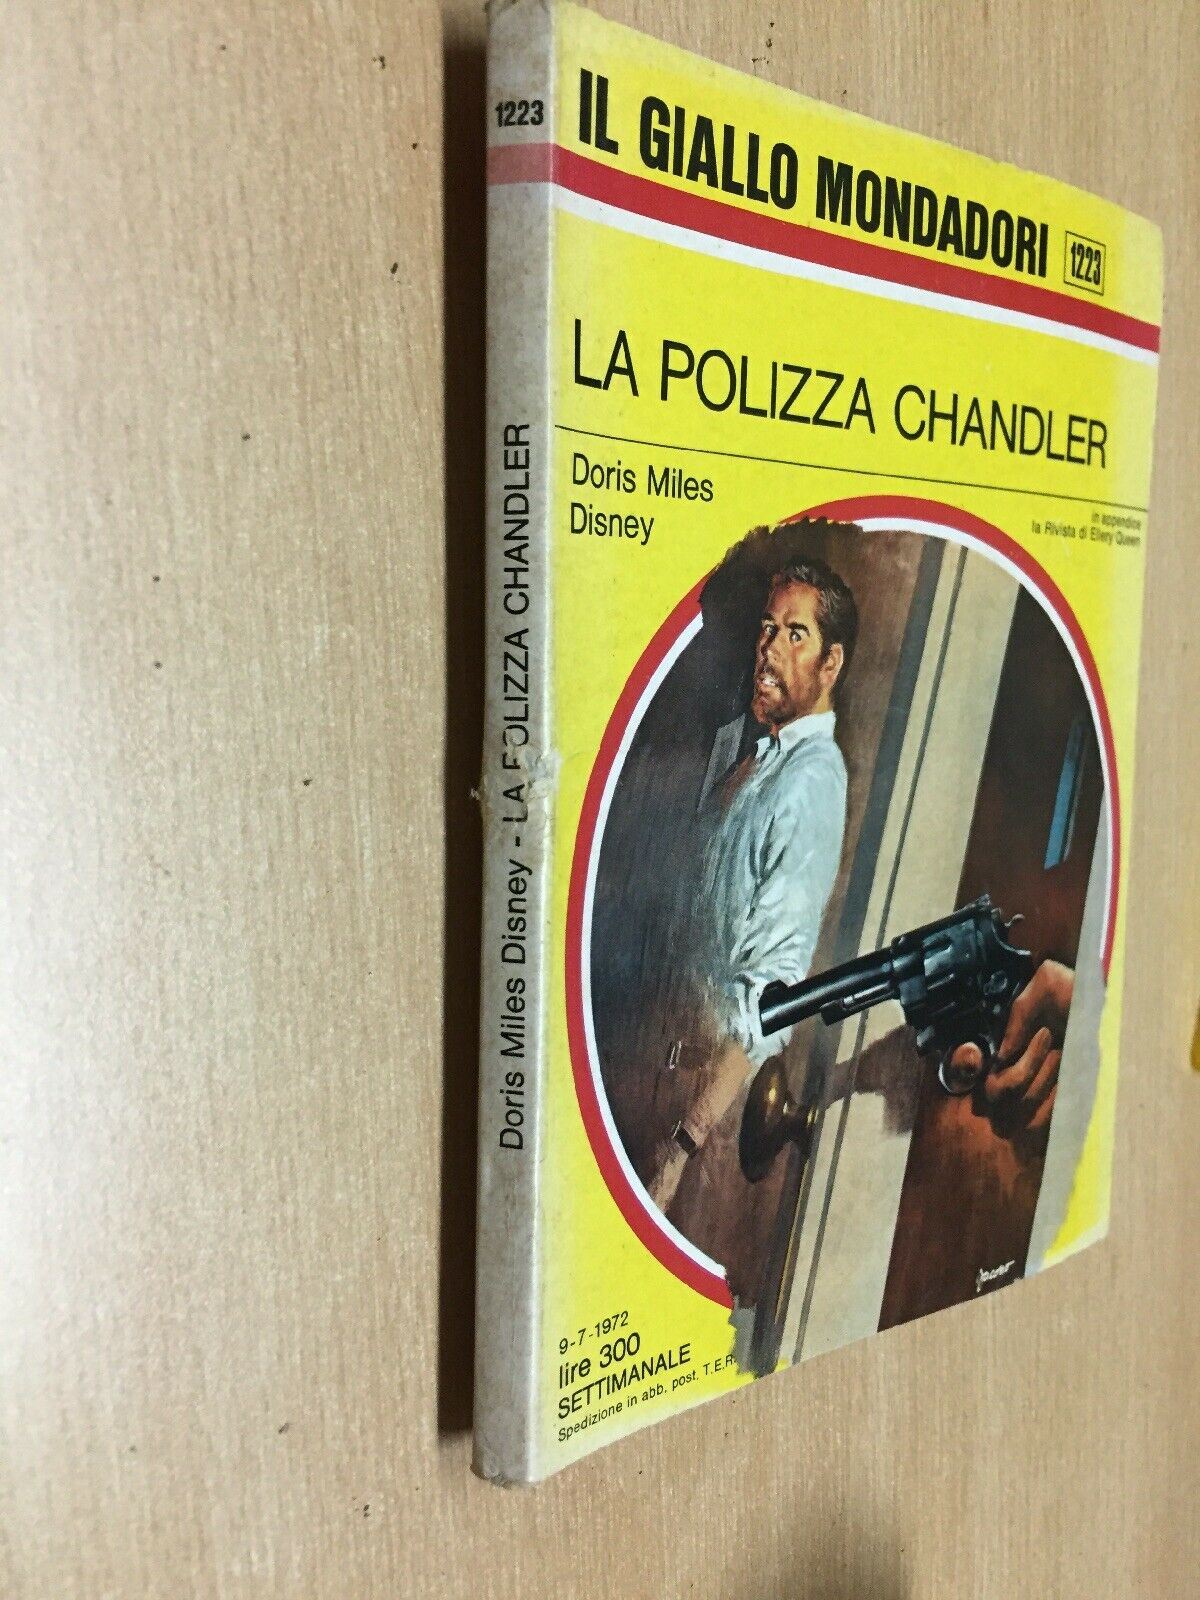 1223
Doris Miles Disney - LA POLIZZA CHANDLER
IL GIALLO MONDADORI 1223
LA POLIZZA CHANDLER
Doris Miles
Disney
in appendice
la Rivista di Ellery Queen
9-7-1972
lire 300
SETTIMANALE
Spedizione in abb. post. T.E.R.